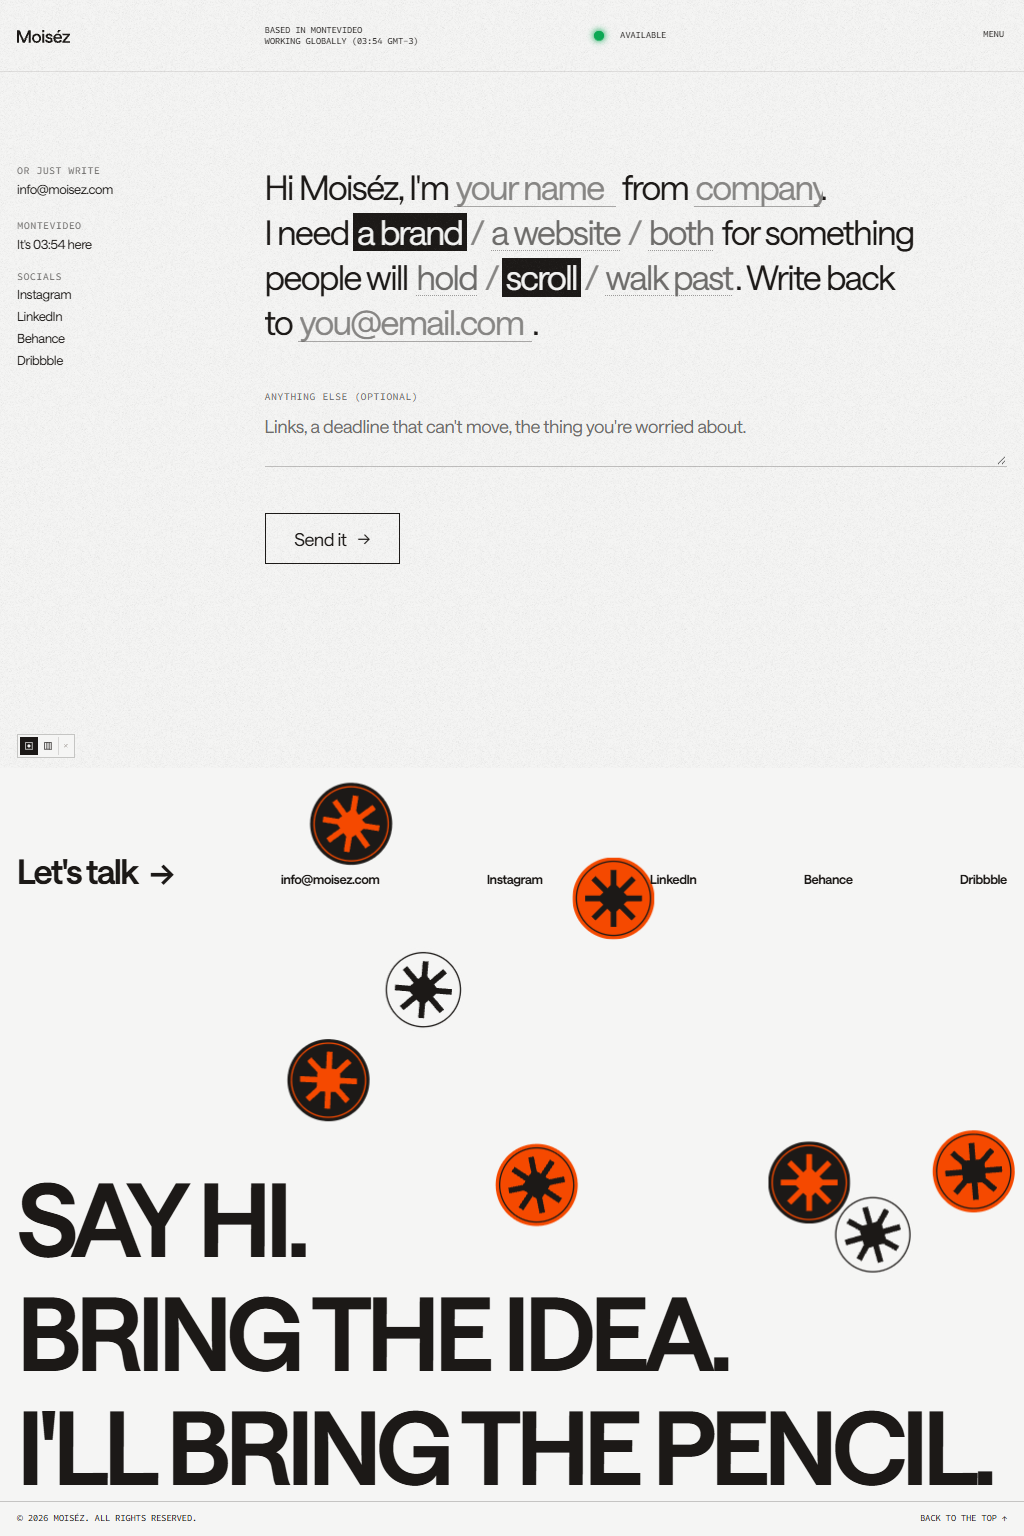 Moiséz
BASED IN MONTEVIDEO
WORKING GLOBALLY (03:54 GMT-3)
AVAILABLE
MENU
OR JUST WRITE
info@moisez.com
MONTEVIDEO
It's 03:54 here
SOCIALS
Instagram
LinkedIn
Behance
Dribbble
Hi Moiséz, I'm your name from company.
I need a brand / a website / both for something
people will hold / scroll / walk past. Write back
to you@email.com .
ANYTHING ELSE (OPTIONAL)
Links, a deadline that can't move, the thing you're worried about.
Send it →
Let's talk →
info@moisez.com
Instagram
LinkedIn
Behance
Dribbble
SAY HI.
BRING THE IDEA.
I'LL BRING THE PENCIL.
© 2026 MOISÉZ. ALL RIGHTS RESERVED.
BACK TO THE TOP ↑